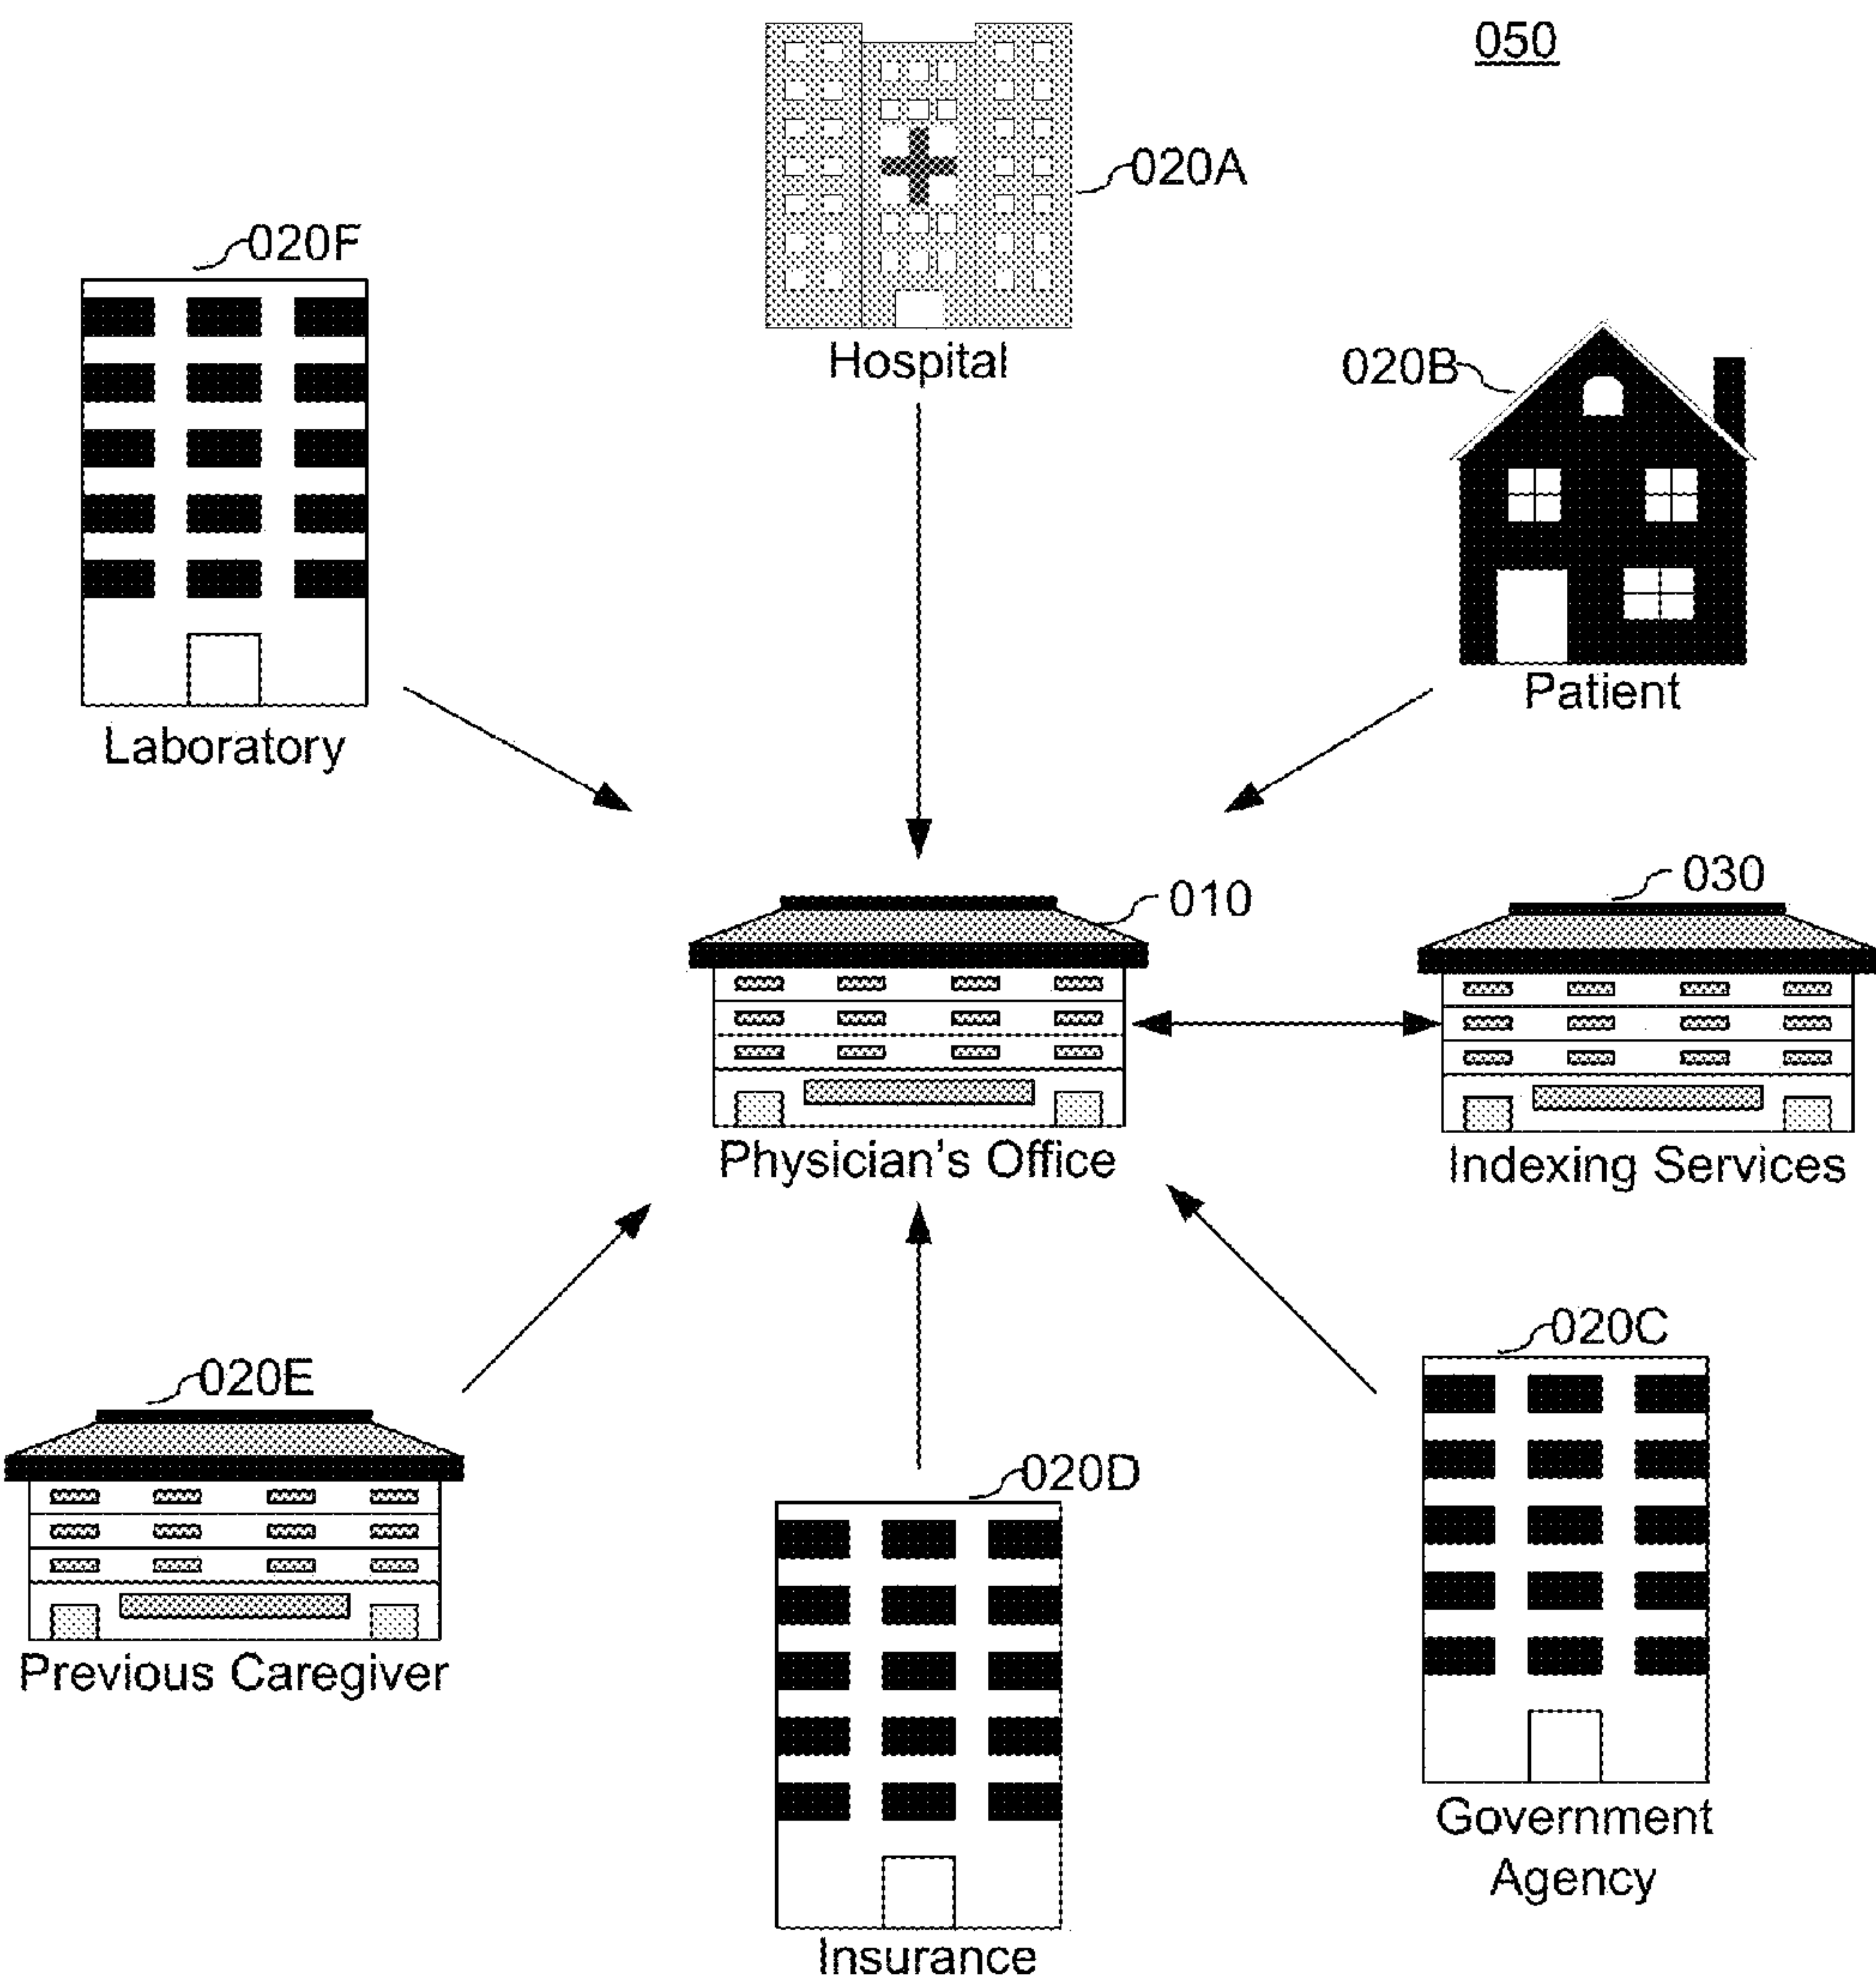 050
020A
020F
Hospital
020B
Laboratory
Patient
010
030
Physician's Office
Indexing Services
020E
020C
020D
Previous Caregiver
Government
Agency
Insurance